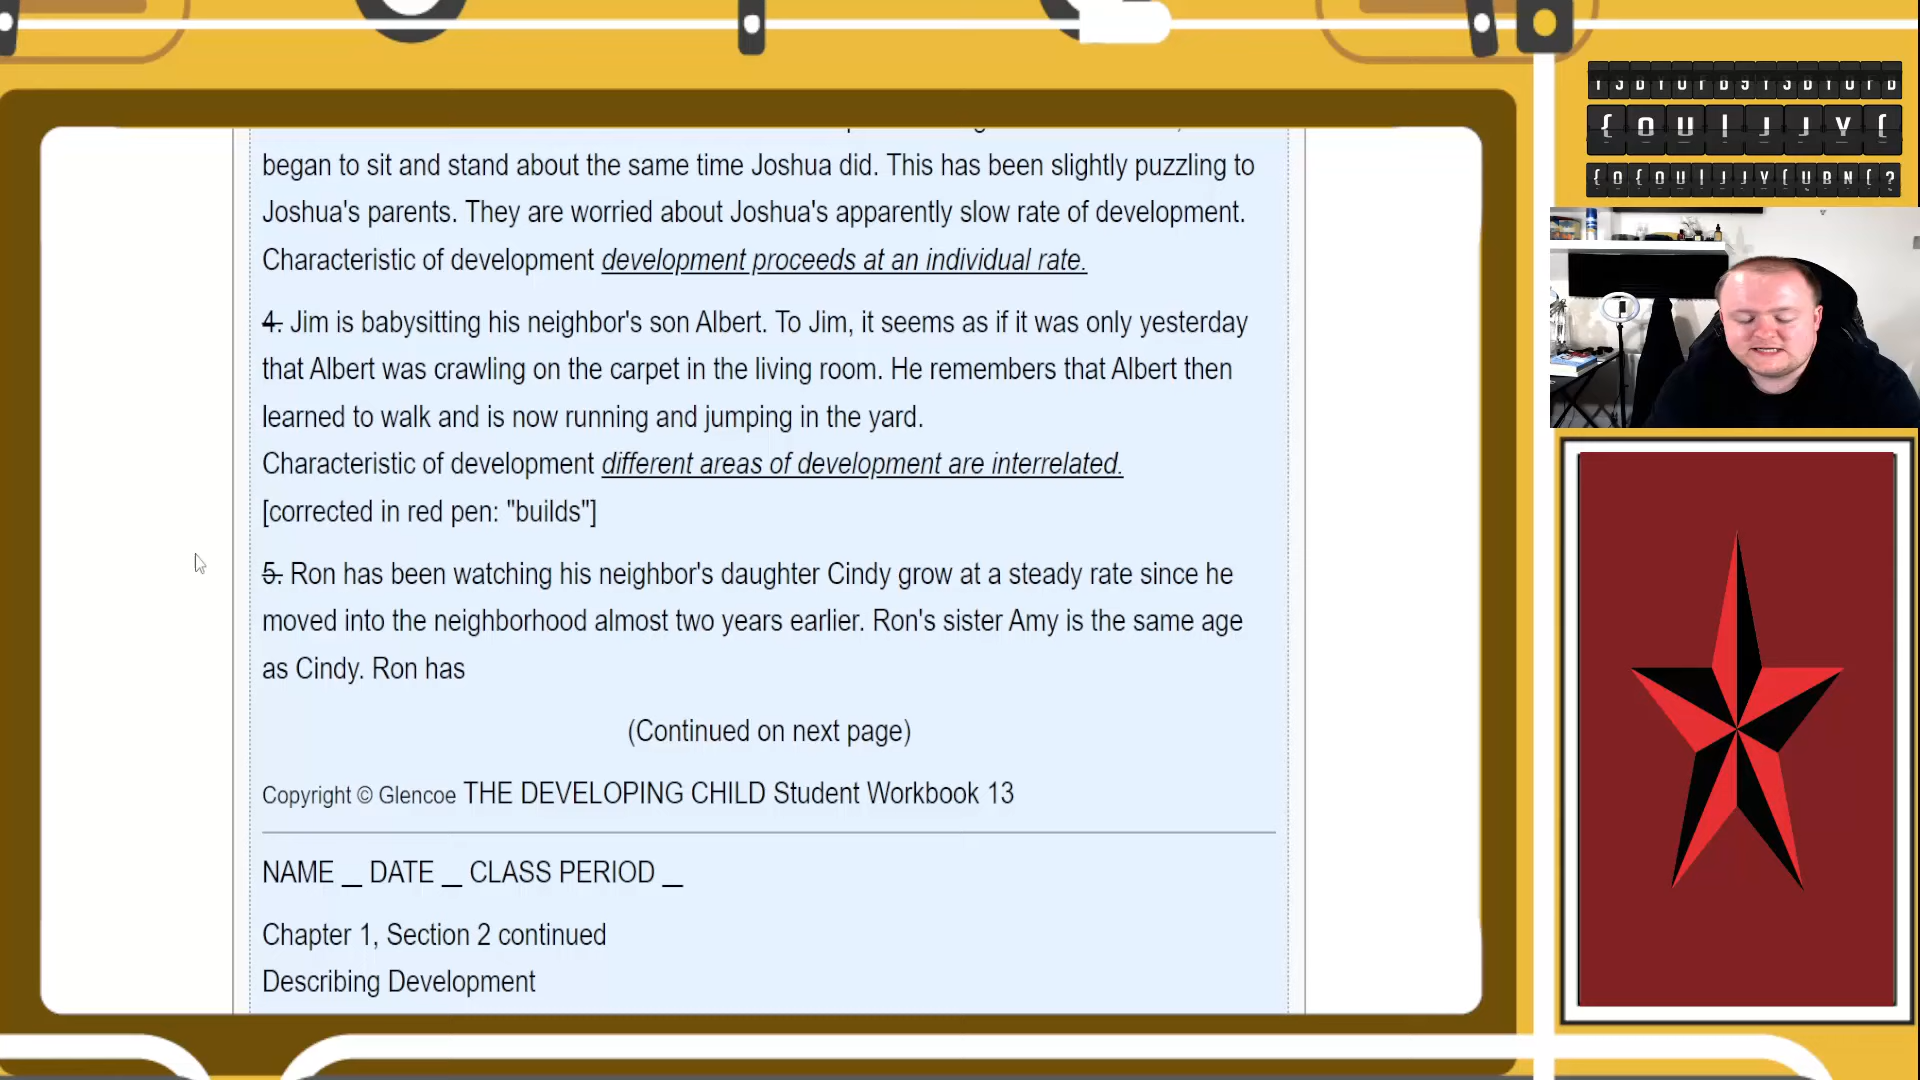 began to sit and stand about the same time Joshua did. This has been slightly puzzling to
Joshua's parents. They are worried about Joshua's apparently slow rate of development.
Characteristic of development development proceeds at an individual rate.
4. Jim is babysitting his neighbor's son Albert. To Jim, it seems as if it was only yesterday
that Albert was crawling on the carpet in the living room. He remembers that Albert then
learned to walk and is now running and jumping in the yard.
Characteristic of development different areas of development are interrelated.
[corrected in red pen: "builds"]
5. Ron has been watching his neighbor's daughter Cindy grow at a steady rate since he
moved into the neighborhood almost two years earlier. Ron's sister Amy is the same age
as Cindy. Ron has
(Continued on next page)
Copyright © Glencoe THE DEVELOPING CHILD Student Workbook 13
NAME __ DATE __ CLASS PERIOD __
Chapter 1, Section 2 continued
Describing Development